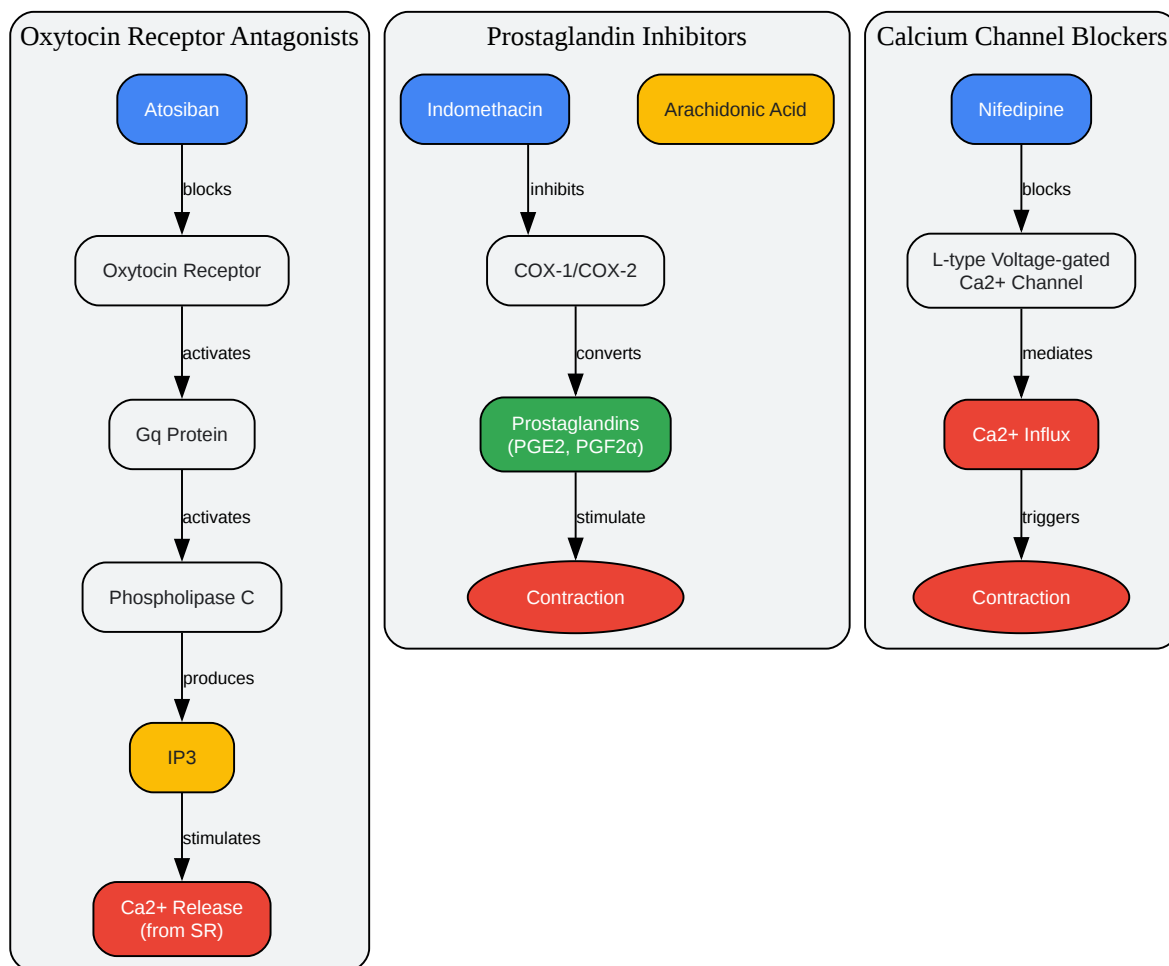 Oxytocin Receptor Antagonists
Atosiban
blocks
Oxytocin Receptor
activates
Gq Protein
activates
Phospholipase C
produces
IP3
stimulates
Ca2+ Release
(from SR)
Prostaglandin Inhibitors
Indomethacin
Arachidonic Acid
inhibits
COX-1/COX-2
converts
Prostaglandins
(PGE2, PGF2α)
stimulate
Contraction
Calcium Channel Blockers
Nifedipine
blocks
L-type Voltage-gated
Ca2+ Channel
mediates
Ca2+ Influx
triggers
Contraction